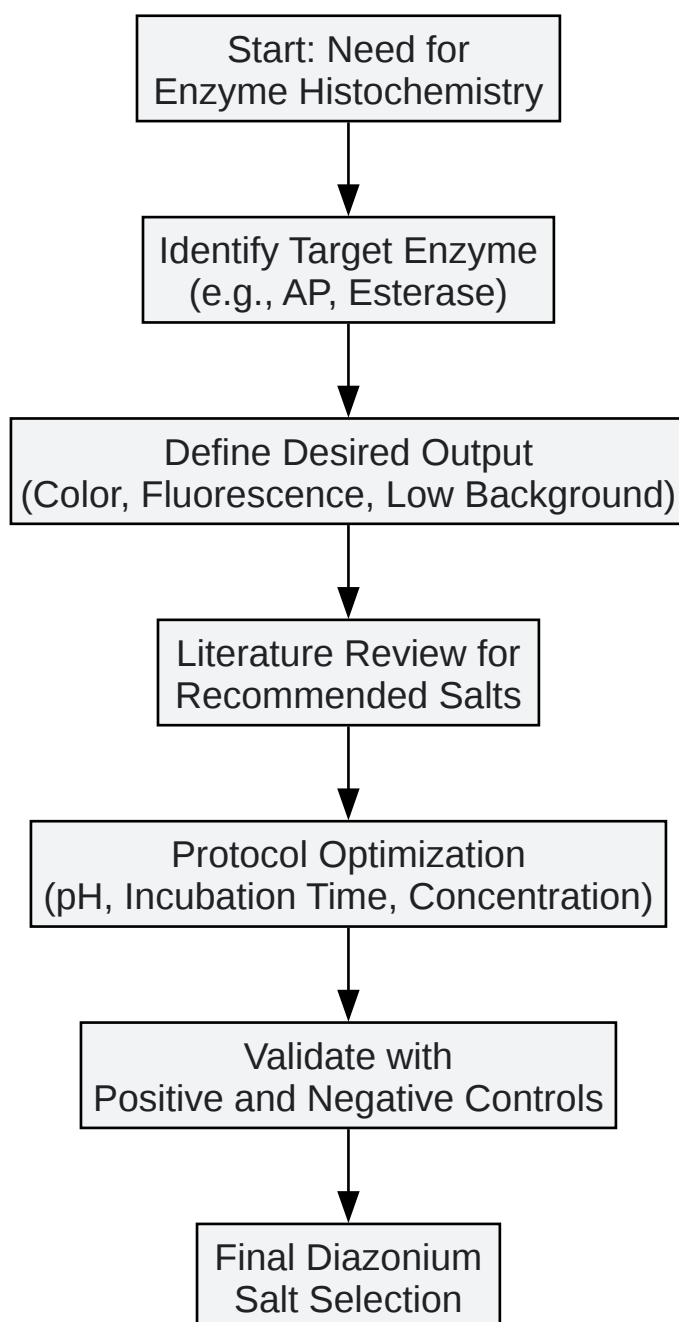 Start: Need for
Enzyme Histochemistry
Identify Target Enzyme
(e.g., AP, Esterase)
Define Desired Output
(Color, Fluorescence, Low Background)
Literature Review for
Recommended Salts
Protocol Optimization
(pH, Incubation Time, Concentration)
Validate with
Positive and Negative Controls
Final Diazonium
Salt Selection